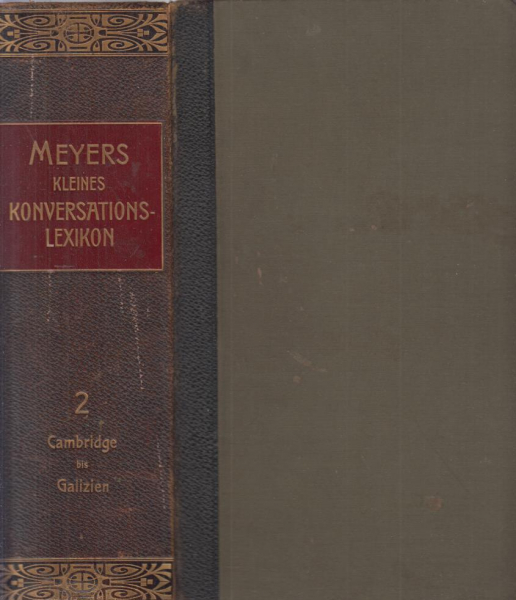 MEYERS
KLEINES
KONVERSATIONS-
LEXIKON
2
Cambridge
bis
Galizien